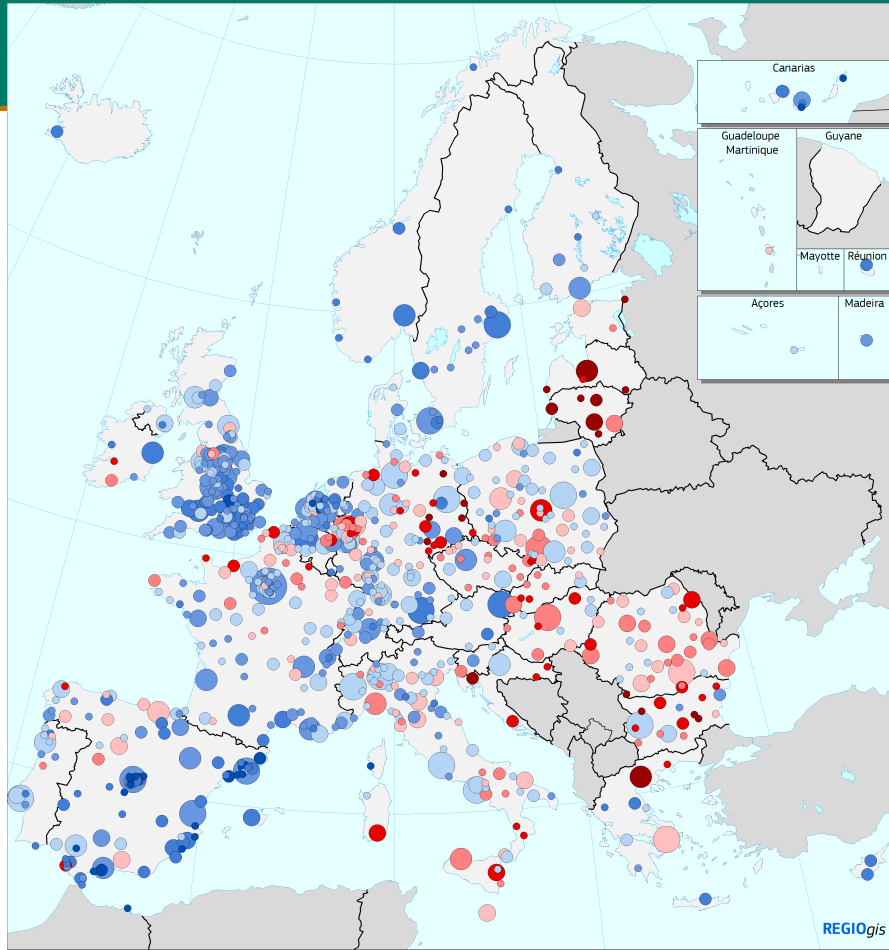 Canarias
Guadeloupe
Martinique
Guyane
Mayotte
Réunion
Açores
Madeira
REGIOgis